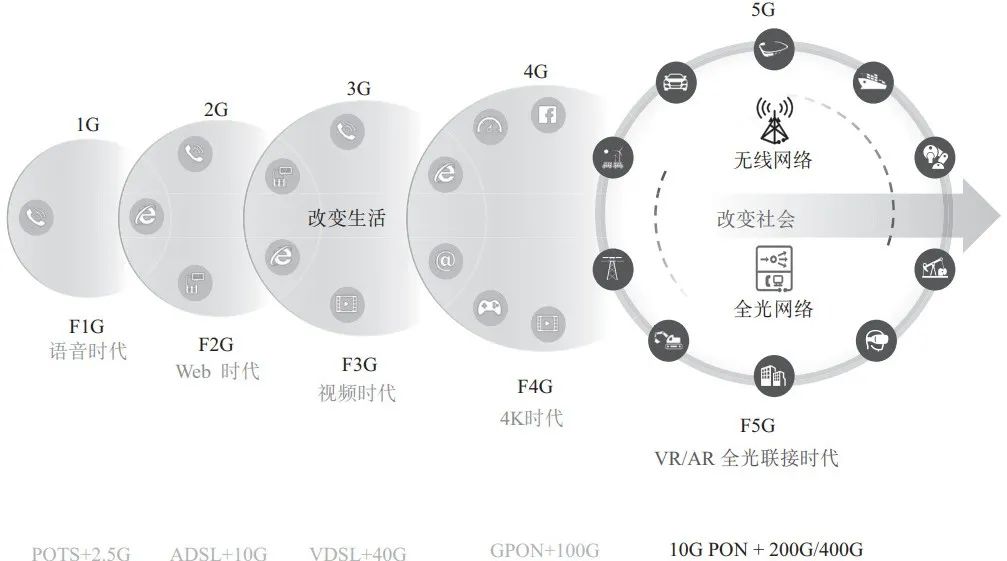 1G
2G
3G
4G
5G
无线网络
改变生活
改变社会
全光网络
F1G
语音时代
F2G
Web 时代
F3G
视频时代
F4G
4K时代
F5G
VR/AR 全光联接时代
POTS+2.5G
ADSL+10G
VDSL+40G
GPON+100G
10G PON + 200G/400G